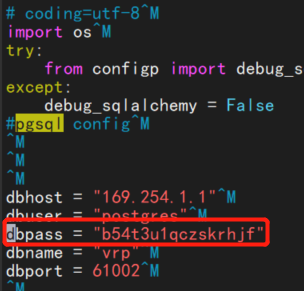 # coding=utf-8^M
import os^M
try:
from configp import debug_s
except:
debug_sqlalchemy = False
#pgsql config^M
^M
^M
^M
dbhost = "169.254.1.1"^M
dbuser = "postgres"^M
dbpass = "b54t3u1qczskrhjf"
dbname = "vrp"^M
dbport = 61002^M
^M